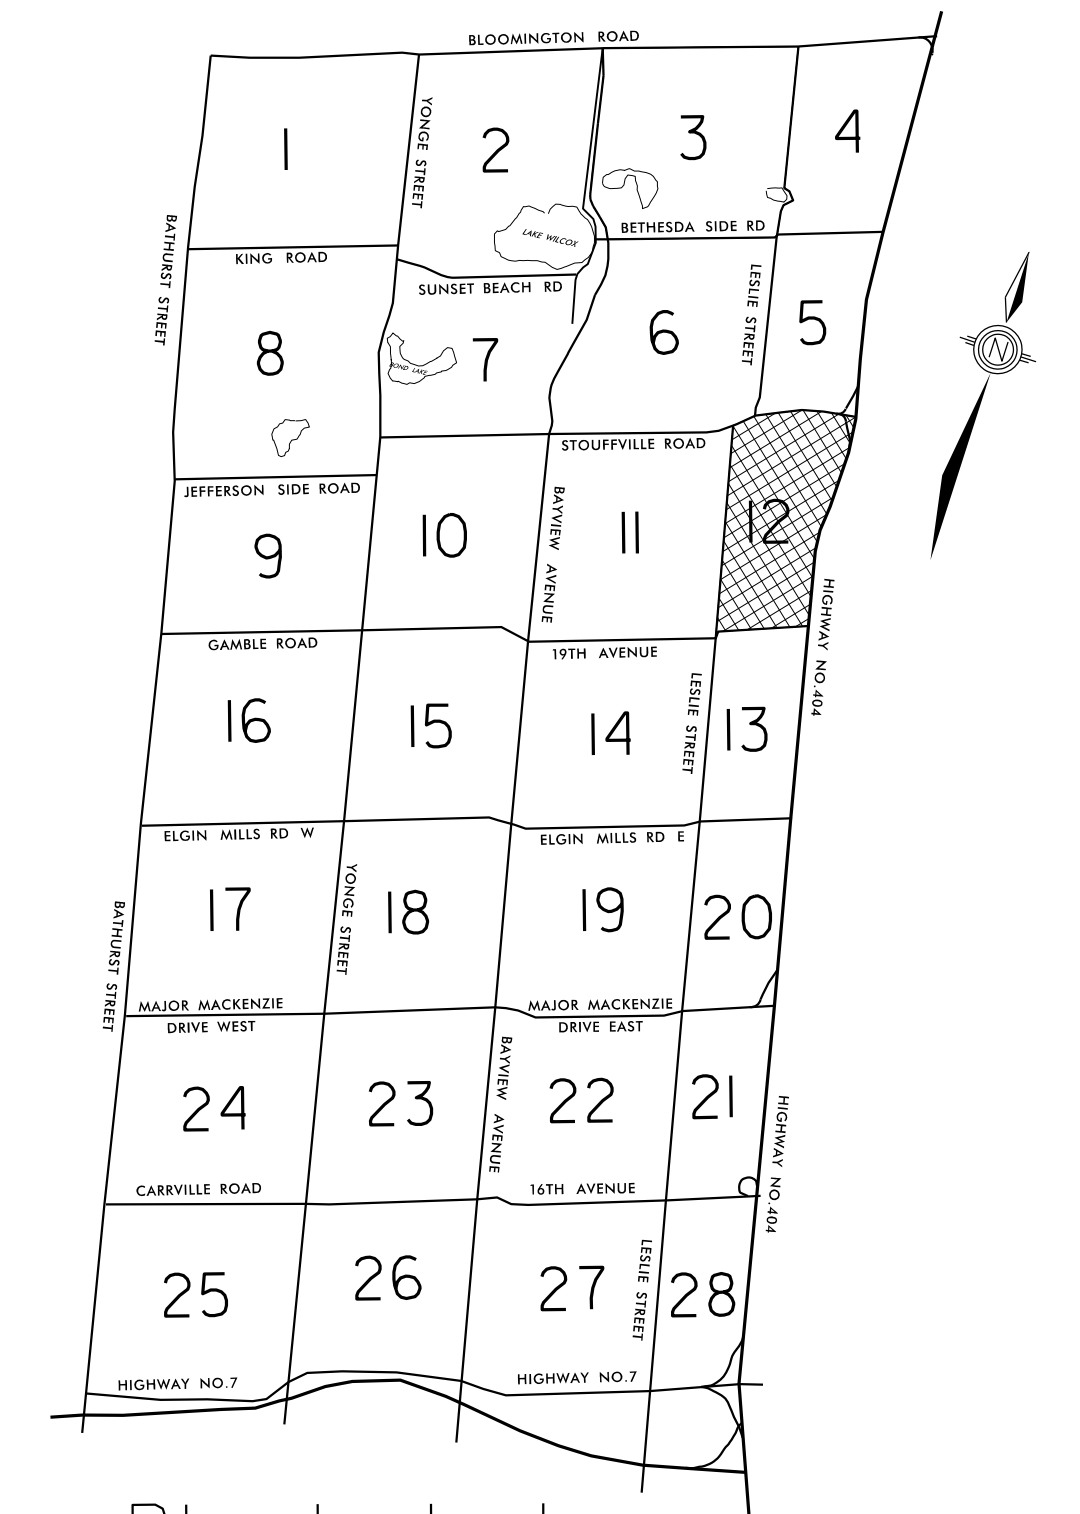 BLOOMINGTON ROAD
YONGE STREET
1
2
3
4
BATHURST STREET
LAKE WILCOX
BETHESDA SIDE RD
KING ROAD
SUNSET BEACH RD
LESLIE STREET
8
BOND LAKE
7
6
5
N
STOUFFVILLE ROAD
JEFFERSON SIDE ROAD
BAYVIEW AVENUE
9
10
11
12
HIGHWAY NO.404
GAMBLE ROAD
19TH AVENUE
LESLIE STREET
16
15
14
13
ELGIN MILLS RD W
ELGIN MILLS RD E
YONGE STREET
BATHURST STREET
17
18
19
20
MAJOR MACKENZIE
DRIVE WEST
MAJOR MACKENZIE
DRIVE EAST
BAYVIEW AVENUE
24
23
22
21
HIGHWAY NO.404
CARRVILLE ROAD
16TH AVENUE
LESLIE STREET
25
26
27
28
HIGHWAY NO.7
HIGHWAY NO.7